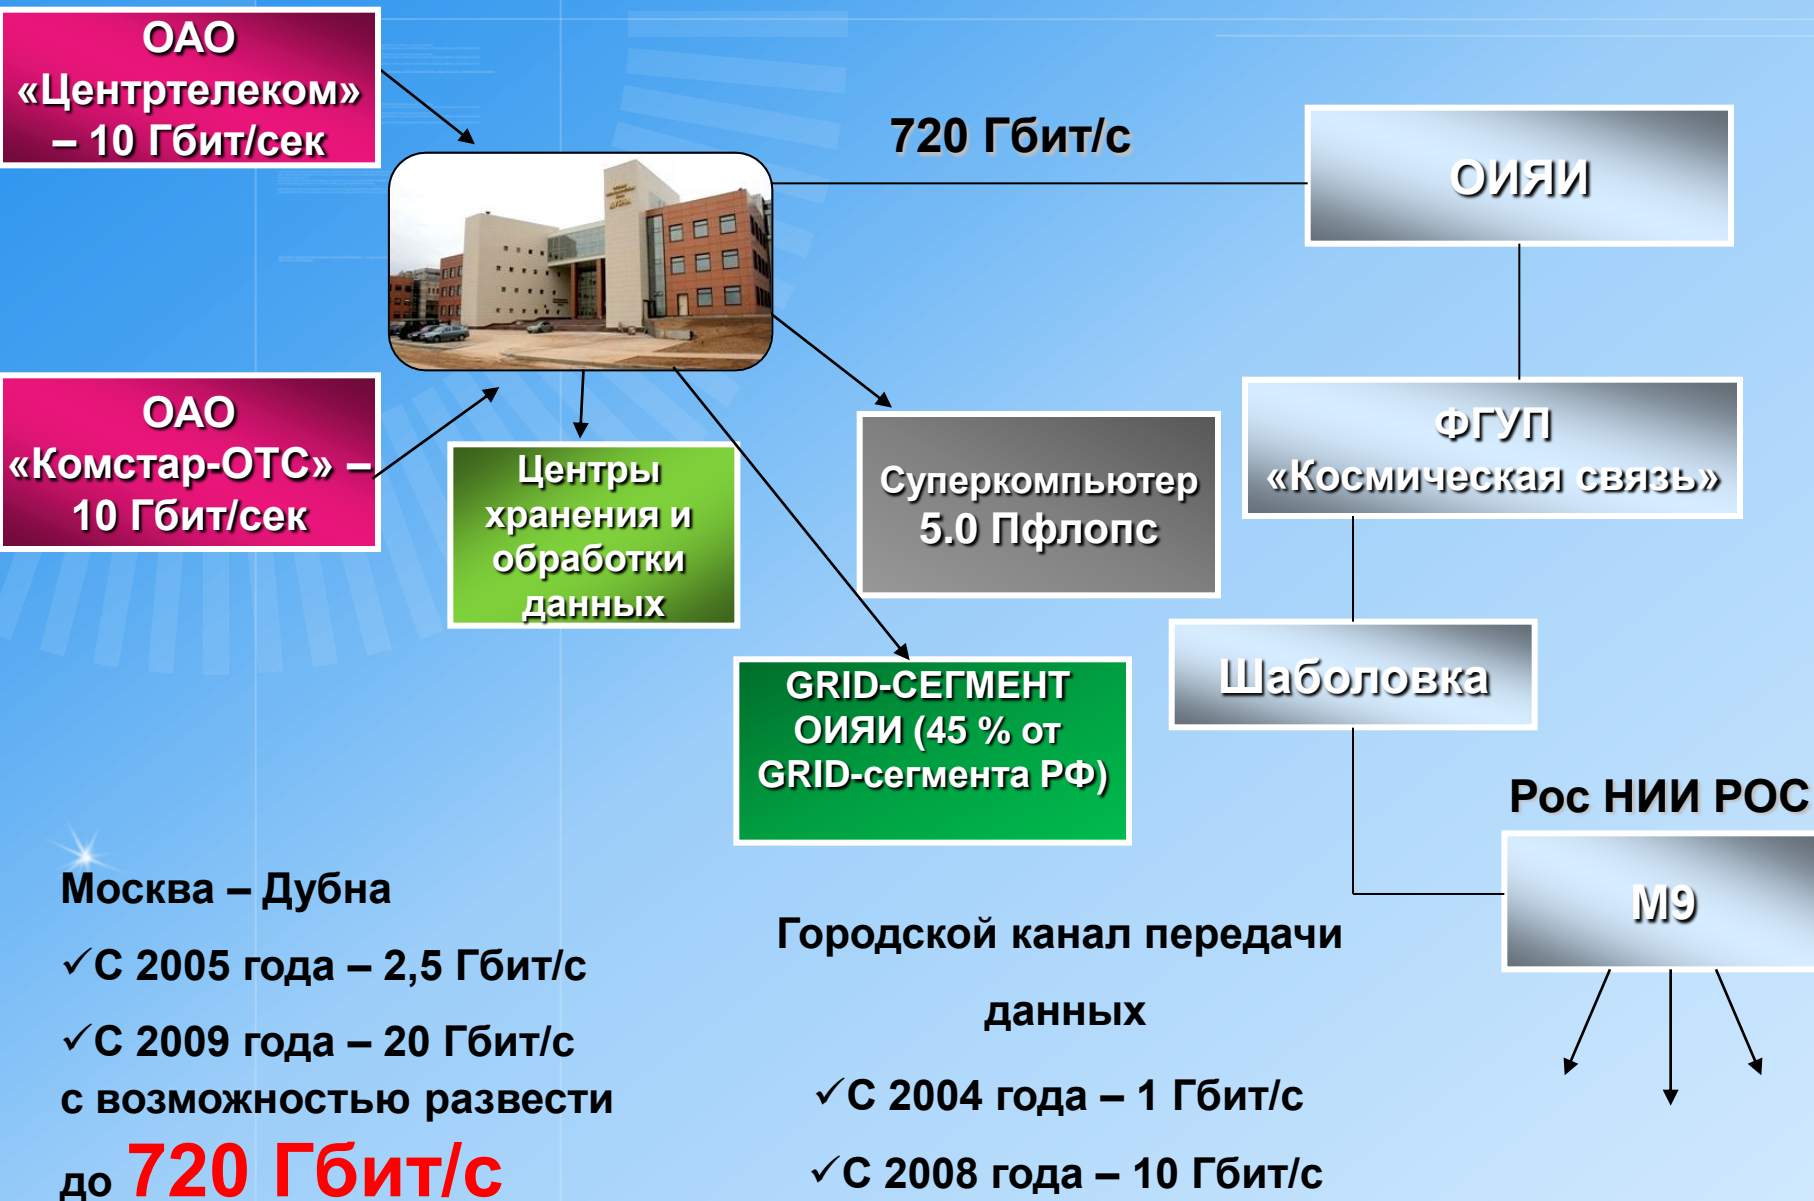 ОАО
«Центртелеком»
– 10 Гбит/сек
720 Гбит/с
ОИЯИ
ОАО
«Комстар-ОТС» –
10 Гбит/сек
Центры
хранения и
обработки
данных
Суперкомпьютер
5.0 Пфлопс
ФГУП
«Космическая связь»
Шаболовка
GRID-СЕГМЕНТ
ОИЯИ (45 % от
GRID-сегмента РФ)
Рос НИИ РОС
М9
Москва – Дубна
✓С 2005 года – 2,5 Гбит/с
✓С 2009 года – 20 Гбит/с
с возможностью развести
до 720 Гбит/с
Городской канал передачи
данных
✓С 2004 года – 1 Гбит/с
✓С 2008 года – 10 Гбит/с